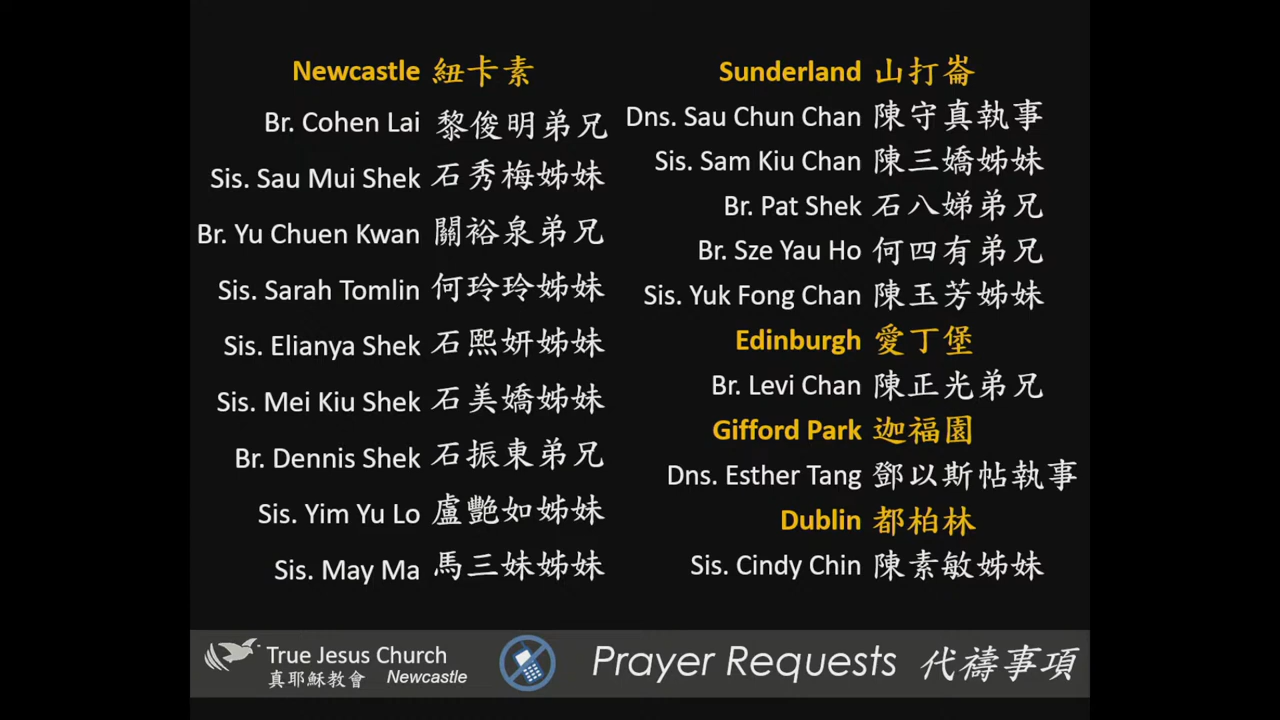 Newcastle 紐卡素
Br. Cohen Lai 黎俊明弟兄
Sis. Sau Mui Shek 石秀梅姊妹
Br. Yu Chuen Kwan 關裕泉弟兄
Sis. Sarah Tomlin 何玲玲姊妹
Sis. Elianya Shek 石熙妍姊妹
Sis. Mei Kiu Shek 石美嬌姊妹
Br. Dennis Shek 石振東弟兄
Sis. Yim Yu Lo 盧艷如姊妹
Sis. May Ma 馬三妹姊妹
Sunderland 山打崙
Dns. Sau Chun Chan 陳守真執事
Sis. Sam Kiu Chan 陳三嬌姊妹
Br. Pat Shek 石八娣弟兄
Br. Sze Yau Ho 何四有弟兄
Sis. Yuk Fong Chan 陳玉芳姊妹
Edinburgh 愛丁堡
Br. Levi Chan 陳正光弟兄
Gifford Park 迦福園
Dns. Esther Tang 鄧以斯帖執事
Dublin 都柏林
Sis. Cindy Chin 陳素敏姊妹
True Jesus Church
真耶穌教會 Newcastle
Prayer Requests 代禱事項